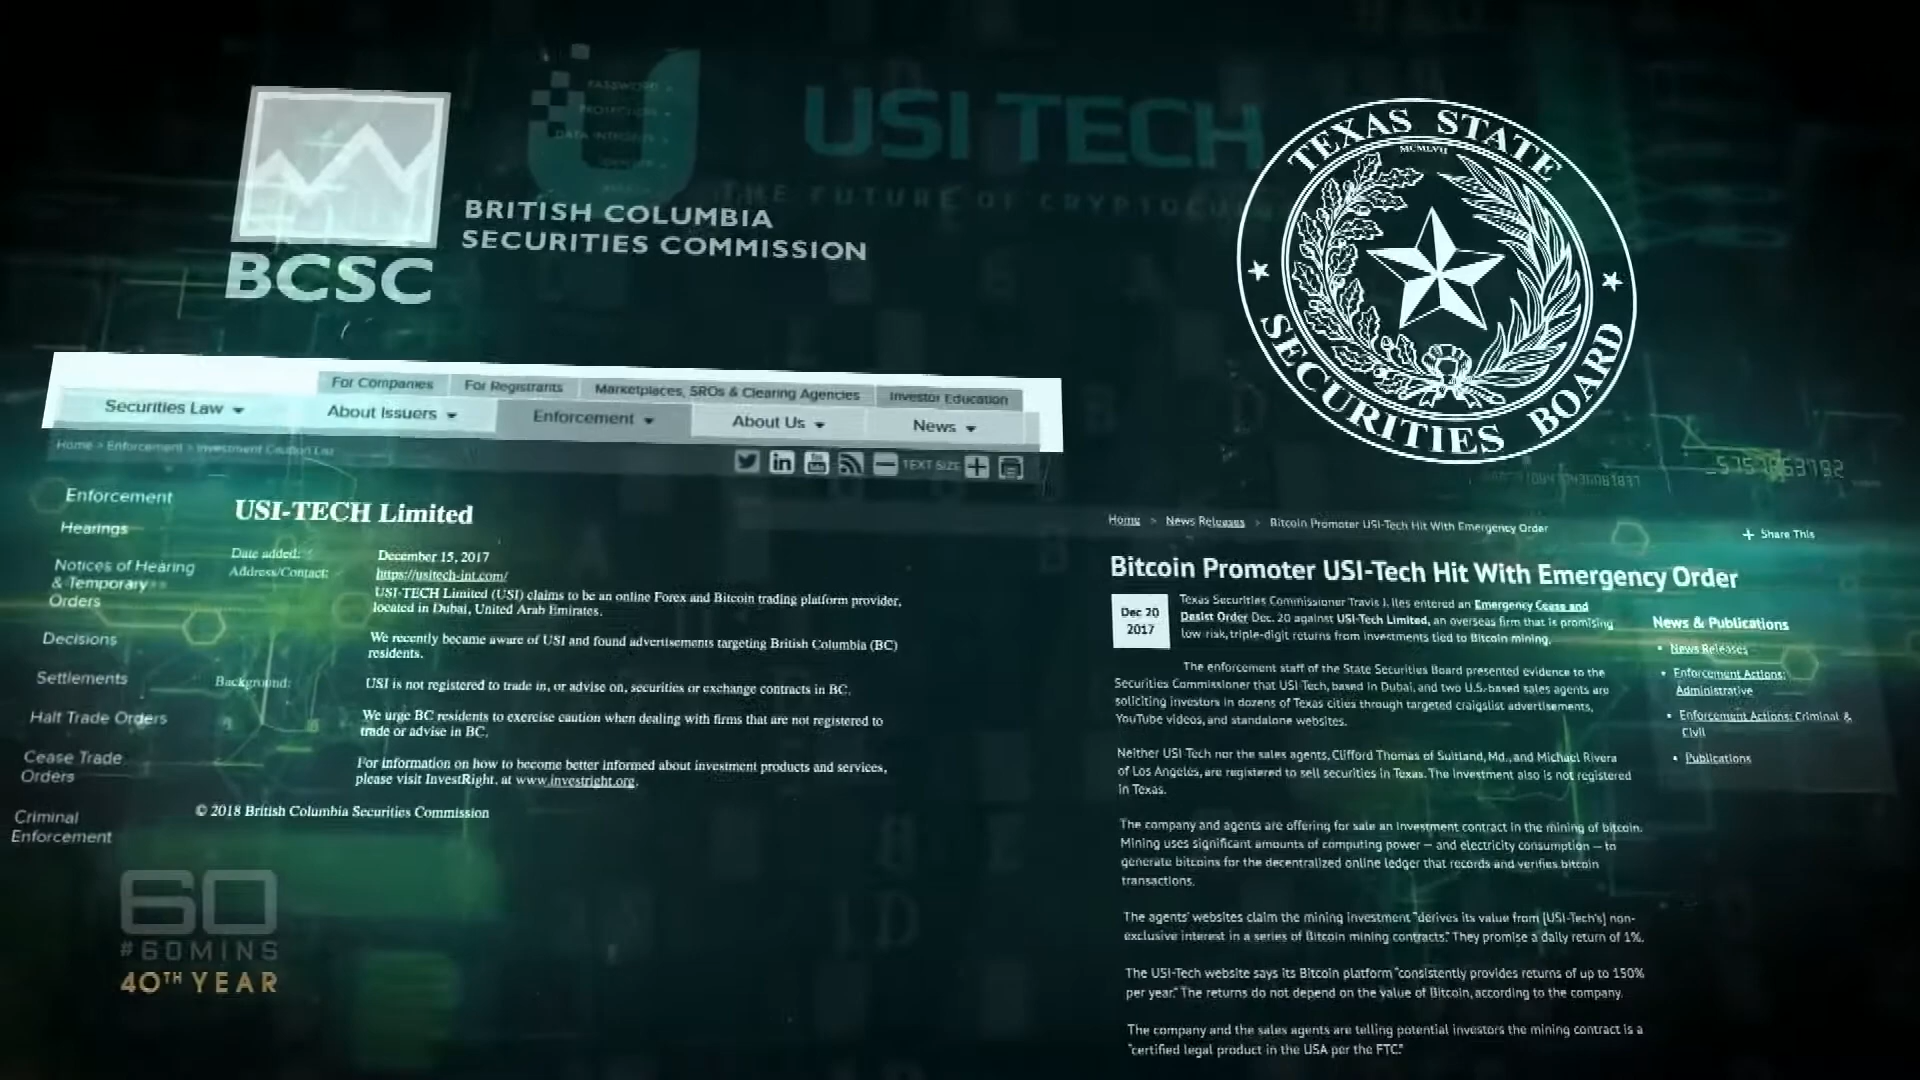 PASSWORD
PROTECTION
DATA INTEGRITY
USI TECH
THE FUTURE OF
BCSC
BRITISH COLUMBIA
SECURITIES COMMISSION
TEXAS STATE
MCMLVII
SECURITIES BOARD
For Companies
For Registrants
Marketplaces, SROs & Clearing Agencies
Investor Education
Securities Law
About Issuers
Enforcement
About Us
News
Home > Enforcement > Investment Caution List
TEXT SIZE
Enforcement
Hearings
Notices of Hearing
& Temporary
Orders
Decisions
Settlements
Halt Trade Orders
Cease Trade
Orders
Criminal
Enforcement
USI-TECH Limited
Date added: December 15, 2017
Address/Contact: https://usitech-int.com/
USI-TECH Limited (USI) claims to be an online Forex and Bitcoin trading platform provider,
located in Dubai, United Arab Emirates.
We recently became aware of USI and found advertisements targeting British Columbia (BC)
residents.
Background: USI is not registered to trade in, or advise on, securities or exchange contracts in BC.
We urge BC residents to exercise caution when dealing with firms that are not registered to
trade or advise in BC.
For information on how to become better informed about investment products and services,
please visit InvestRight, at www.investright.org.
© 2018 British Columbia Securities Commission
60
#60MINS
40TH YEAR
Home > News Releases > Bitcoin Promoter USI-Tech Hit With Emergency Order
+ Share This
Bitcoin Promoter USI-Tech Hit With Emergency Order
Dec 20
2017
Texas Securities Commissioner Travis J. Iles entered an Emergency Cease and
Desist Order Dec. 20 against USI-Tech Limited, an overseas firm that is promising
low risk, triple-digit returns from investments tied to Bitcoin mining.
The enforcement staff of the State Securities Board presented evidence to the
Securities Commissioner that USI-Tech, based in Dubai, and two U.S.-based sales agents are
soliciting investors in dozens of Texas cities through targeted craigslist advertisements,
YouTube videos, and standalone websites.
Neither USI Tech nor the sales agents, Clifford Thomas of Suitland, Md., and Michael Rivera
of Los Angeles, are registered to sell securities in Texas. The investment also is not registered
in Texas.
The company and agents are offering for sale an investment contract in the mining of bitcoin.
Mining uses significant amounts of computing power — and electricity consumption — to
generate bitcoins for the decentralized online ledger that records and verifies bitcoin
transactions.
The agents' websites claim the mining investment "derives its value from [USI-Tech's] non-
exclusive interest in a series of Bitcoin mining contracts." They promise a daily return of 1%.
The USI-Tech website says its Bitcoin platform "consistently provides returns of up to 150%
per year." The returns do not depend on the value of Bitcoin, according to the company.
The company and the sales agents are telling potential investors the mining contract is a
"certified legal product in the USA per the FTC."
News & Publications
• News Releases
• Enforcement Actions:
Administrative
• Enforcement Actions: Criminal &
Civil
• Publications